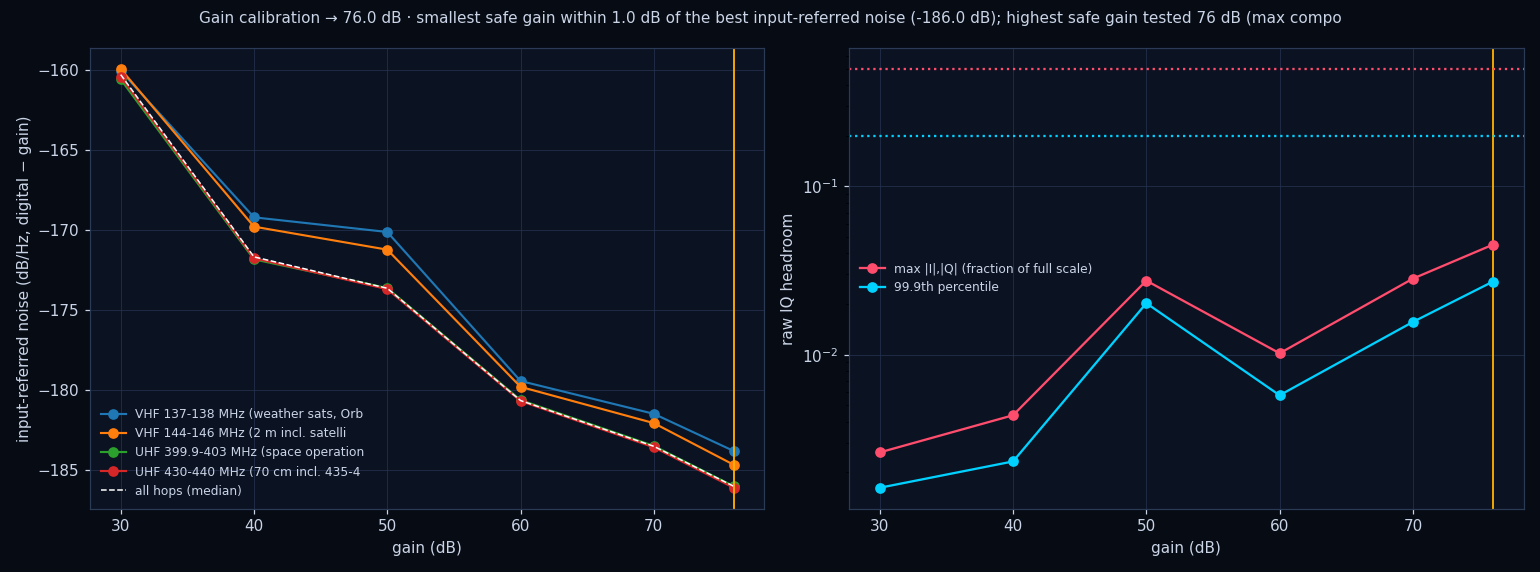 Gain calibration → 76.0 dB · smallest safe gain within 1.0 dB of the best input-referred noise (-186.0 dB); highest safe gain tested 76 dB (max compo
input-referred noise (dB/Hz, digital − gain)
−160
−165
−170
−175
−180
−185
VHF 137-138 MHz (weather sats, Orb
VHF 144-146 MHz (2 m incl. satelli
UHF 399.9-403 MHz (space operation
UHF 430-440 MHz (70 cm incl. 435-4
all hops (median)
30 40 50 60 70
gain (dB)
raw IQ headroom
10⁻¹
10⁻²
max |I|,|Q| (fraction of full scale)
99.9th percentile
30 40 50 60 70
gain (dB)